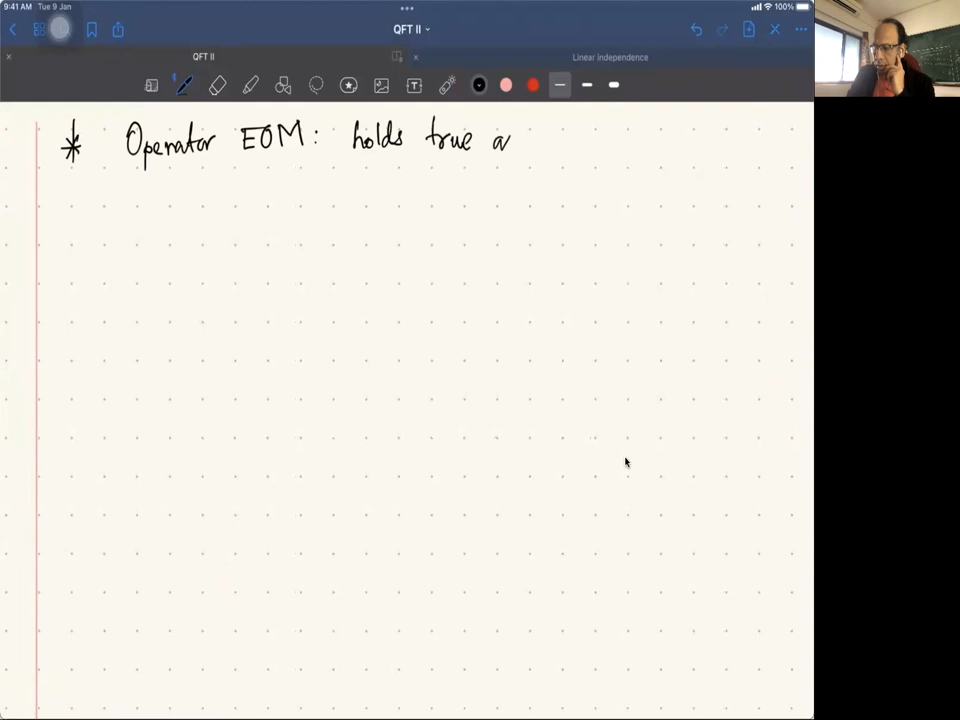 9:41 AM Tue 9 Jan
100%
QFT II
QFT II
Linear independence
* Operator EOM: holds true a